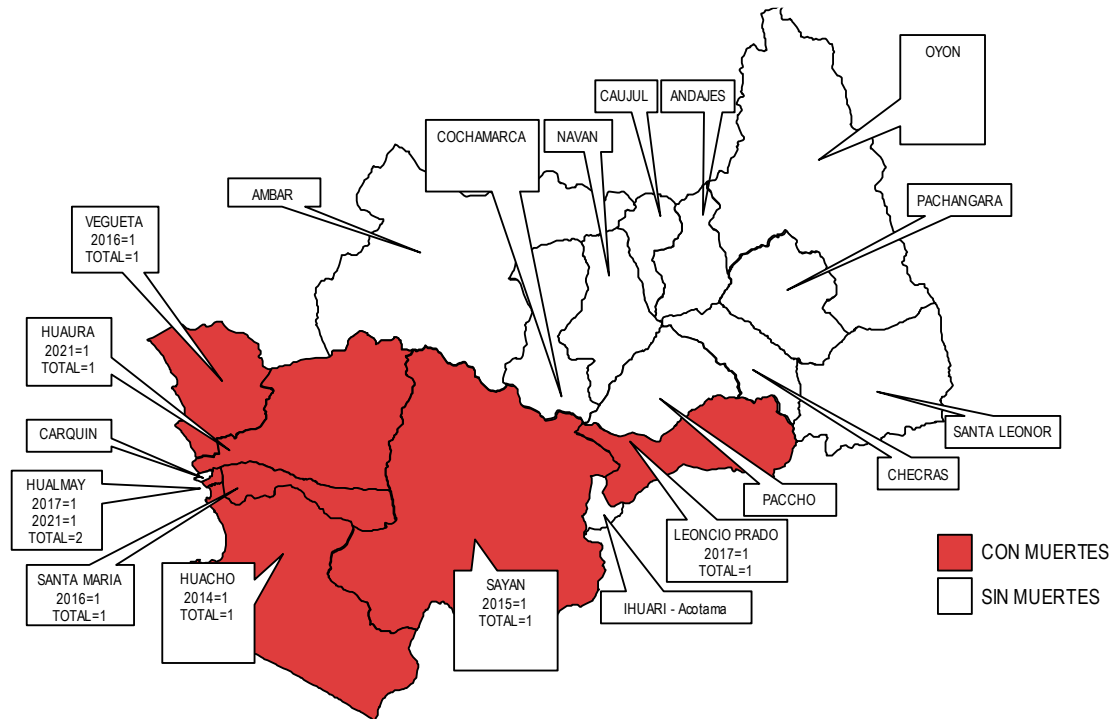 OYON
CAUJUL
ANDAJES
COCHAMARCA
NAVAN
AMBAR
PACHANGARA
VEGUETA
2016=1
TOTAL=1
HUAURA
2021=1
TOTAL=1
CARQUIN
HUALMAY
2017=1
2021=1
TOTAL=2
SANTA MARIA
2016=1
TOTAL=1
HUACHO
2014=1
TOTAL=1
SAYAN
2015=1
TOTAL=1
IHUARI - Acotama
LEONCIO PRADO
2017=1
TOTAL=1
PACCHO
CHECRAS
SANTA LEONOR
CON MUERTES
SIN MUERTES